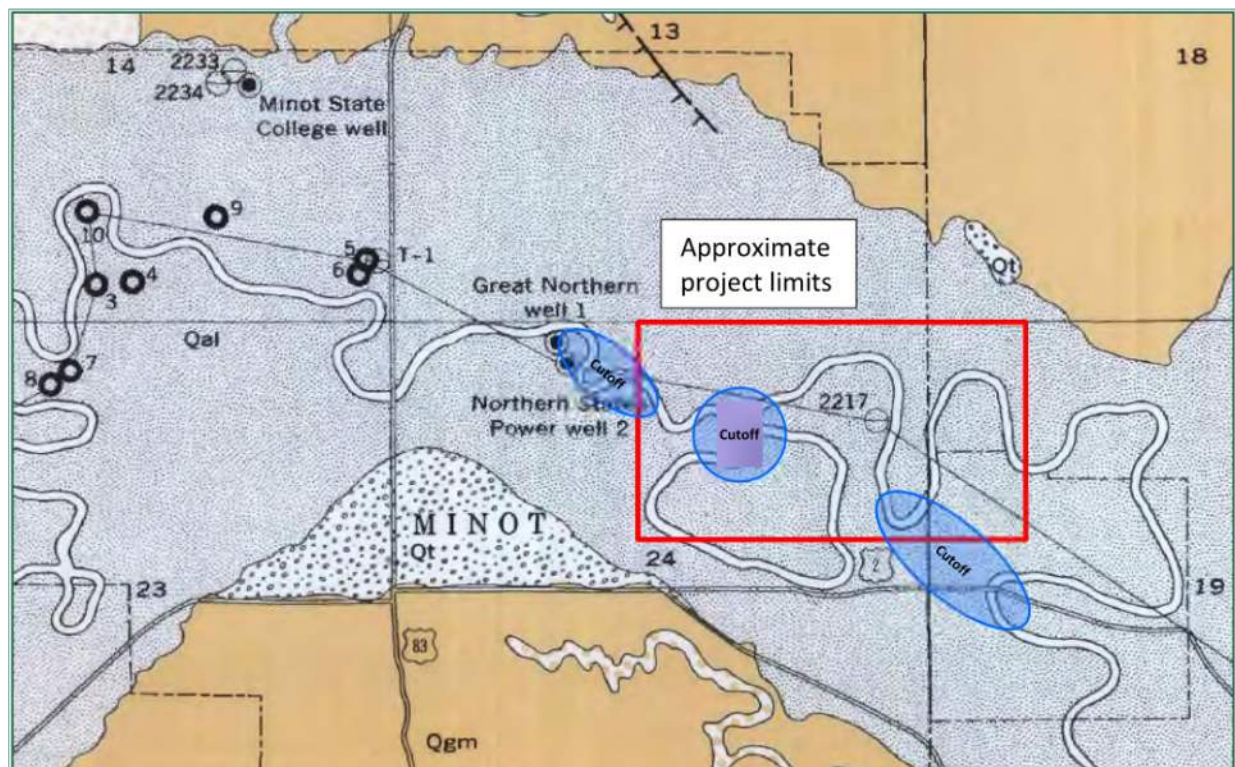 13
18
14
2233
2234
Minot State
College well
9
10
5
6
T-1
3
4
Approximate
project limits
Qt
Great Northern
well 1
Qal
7
8
Cutoff
Northern States
Power well 2
Cutoff
2217
MINOT
Qt
24
2
Cutoff
23
19
83
Qgm